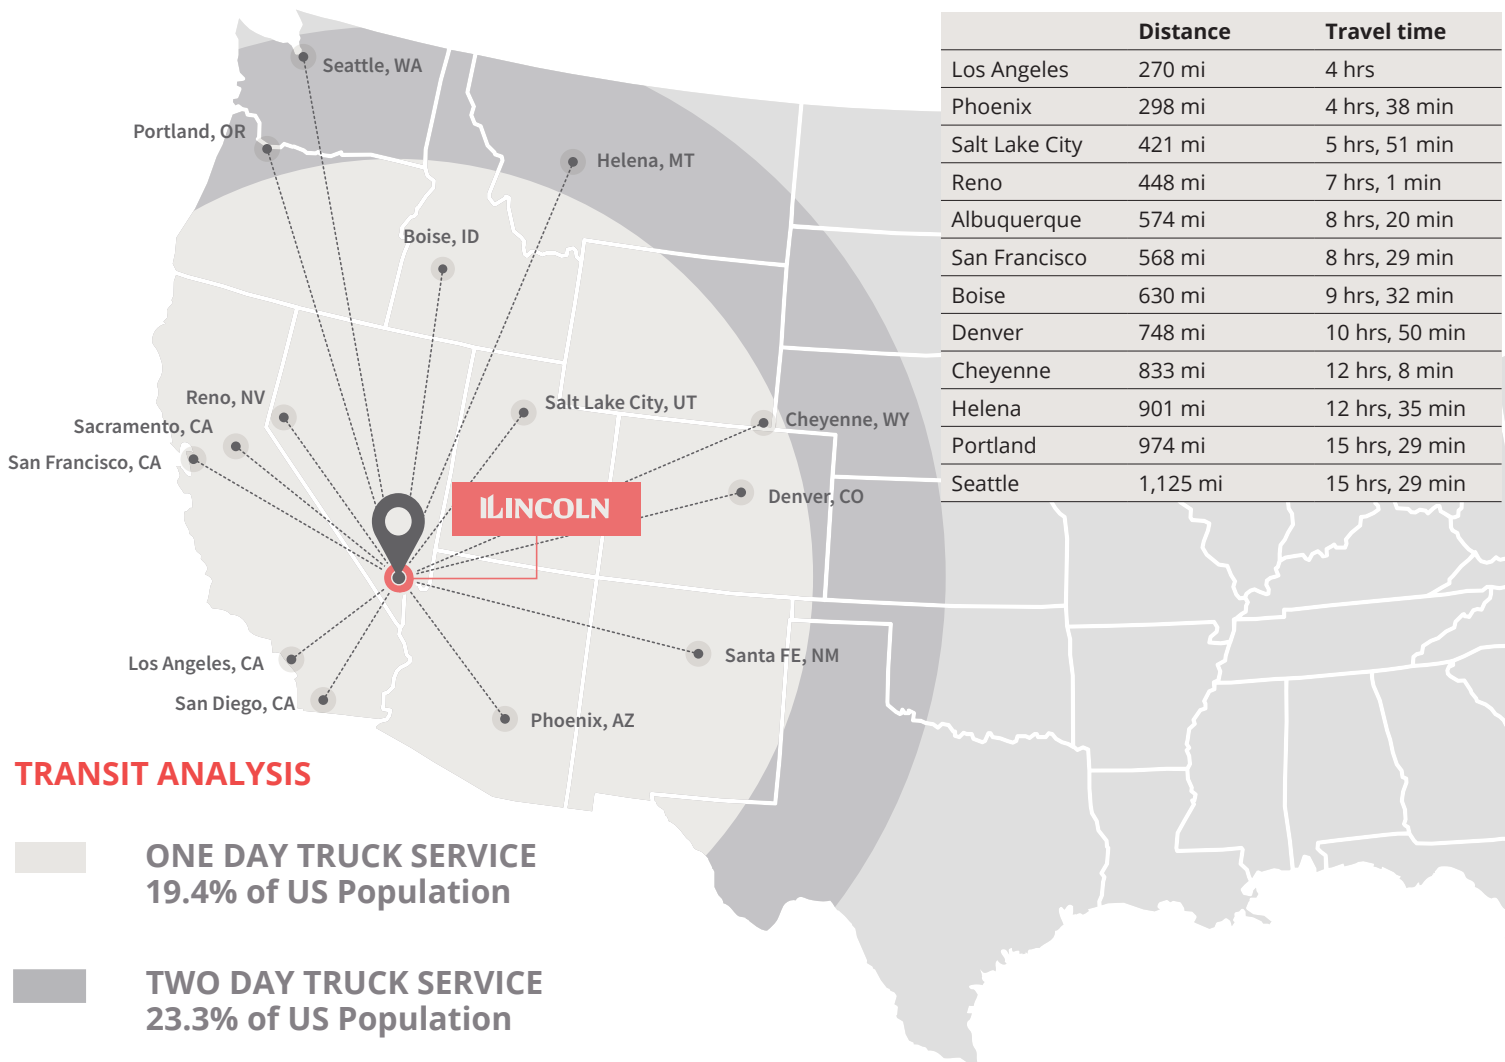 Seattle, WA
Portland, OR
Helena, MT
Boise, ID
Reno, NV
Salt Lake City, UT
Sacramento, CA
Cheyenne, WY
San Francisco, CA
Denver, CO
LINCOLN
Los Angeles, CA
Santa FE, NM
San Diego, CA
Phoenix, AZ
Distance Travel time
Los Angeles 270 mi 4 hrs
Phoenix 298 mi 4 hrs, 38 min
Salt Lake City 421 mi 5 hrs, 51 min
Reno 448 mi 7 hrs, 1 min
Albuquerque 574 mi 8 hrs, 20 min
San Francisco 568 mi 8 hrs, 29 min
Boise 630 mi 9 hrs, 32 min
Denver 748 mi 10 hrs, 50 min
Cheyenne 833 mi 12 hrs, 8 min
Helena 901 mi 12 hrs, 35 min
Portland 974 mi 15 hrs, 29 min
Seattle 1,125 mi 15 hrs, 29 min
TRANSIT ANALYSIS
ONE DAY TRUCK SERVICE
19.4% of US Population
TWO DAY TRUCK SERVICE
23.3% of US Population